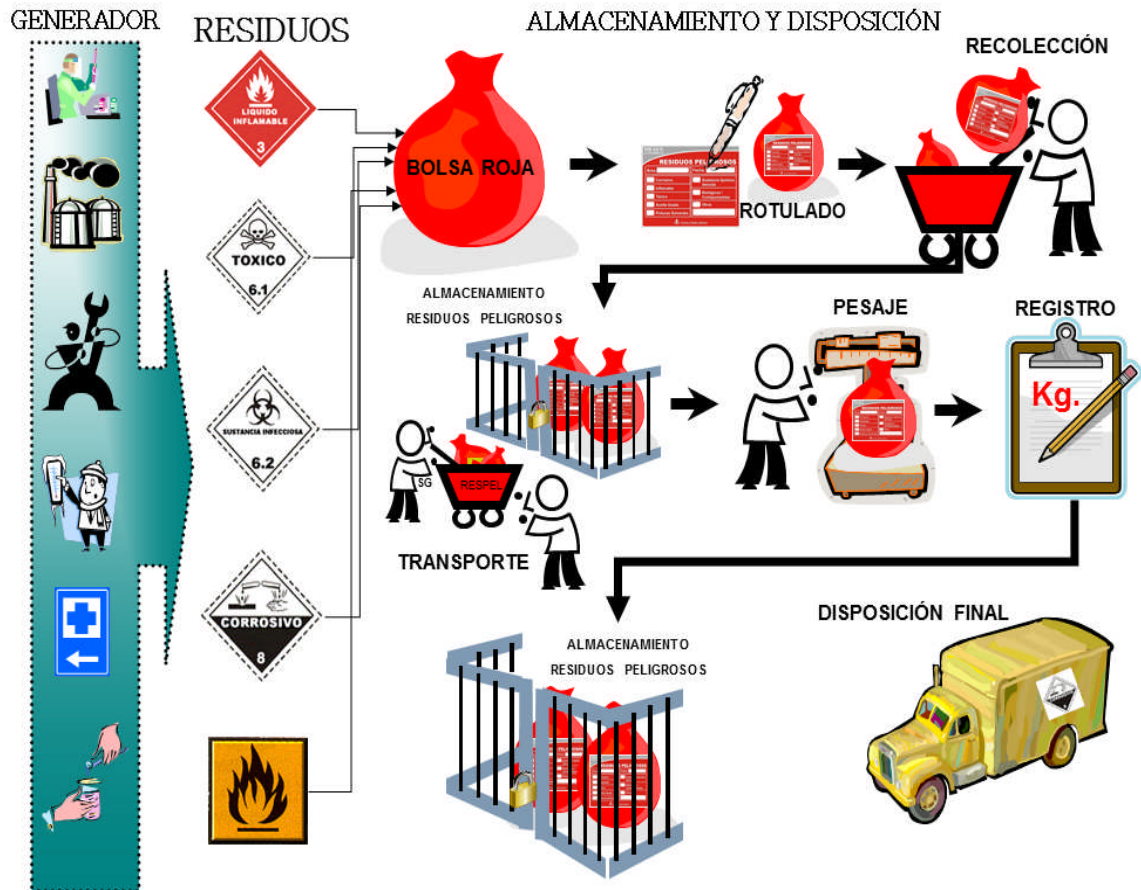 GENERADOR
RESIDUOS
ALMACENAMIENTO Y DISPOSICIÓN
RECOLECCIÓN
LIQUIDO
INFLAMABLE
3
BOLSA ROJA
RESIDUOS PELIGROSOS
ROTULADO
TOXICO
6.1
ALMACENAMIENTO
RESIDUOS PELIGROSOS
PESAJE
REGISTRO
Kg.
SUSTANCIA INFECCIOSA
6.2
SG
RESPEL
TRANSPORTE
CORROSIVO
8
ALMACENAMIENTO
RESIDUOS PELIGROSOS
DISPOSICIÓN FINAL